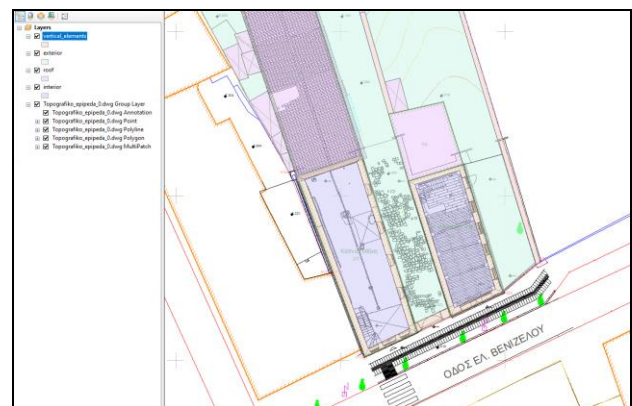 Layers
vertical_elements
exterior
roof
interior
Topografiko_epipeda_0.dwg Group Layer
Topografiko_epipeda_0.dwg Annotation
Topografiko_epipeda_0.dwg Point
Topografiko_epipeda_0.dwg Polyline
Topografiko_epipeda_0.dwg Polygon
Topografiko_epipeda_0.dwg MultiPatch
ΟΔΟΣ ΕΛ. ΒΕΝΙΖΕΛΟΥ